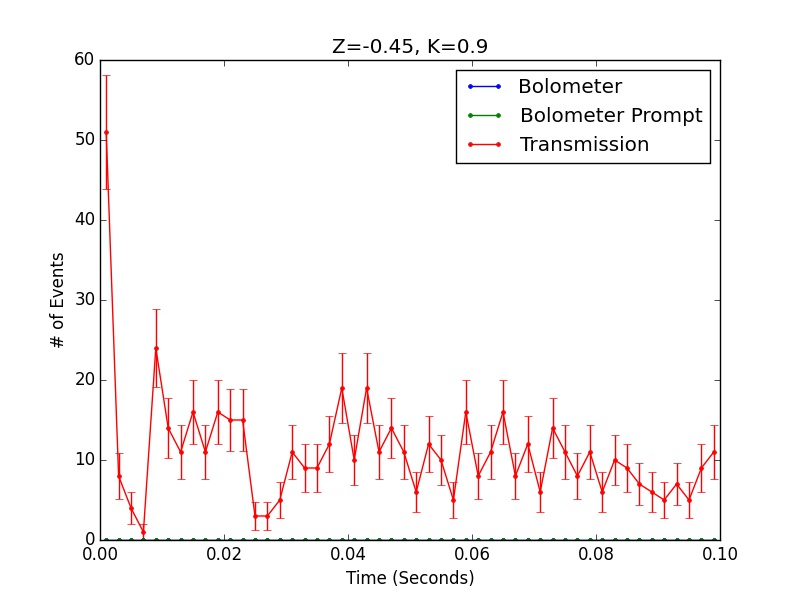 Z=-0.45, K=0.9
Bolometer
Bolometer Prompt
Transmission
# of Events
60
50
40
30
20
10
0
0.00 0.02 0.04 0.06 0.08 0.10
Time (Seconds)